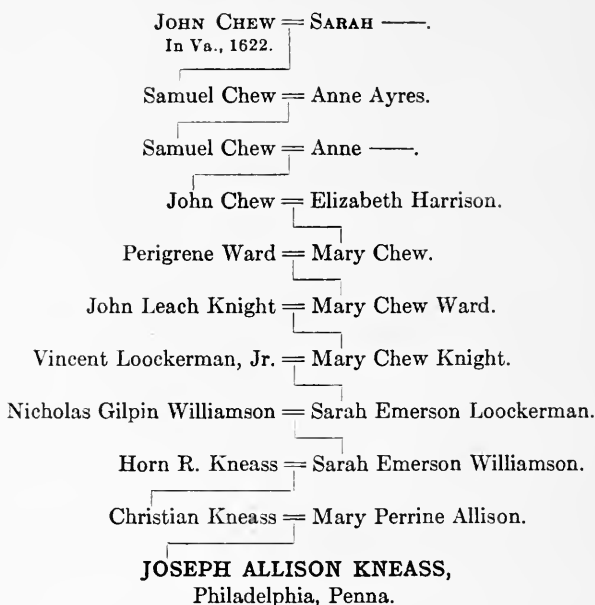 JOHN CHEW = SARAH ——.
In Va., 1622.
Samuel Chew = Anne Ayres.
Samuel Chew = Anne ——.
John Chew = Elizabeth Harrison.
Perigrene Ward = Mary Chew.
John Leach Knight = Mary Chew Ward.
Vincent Loockerman, Jr. = Mary Chew Knight.
Nicholas Gilpin Williamson = Sarah Emerson Loockerman.
Horn R. Kneass = Sarah Emerson Williamson.
Christian Kneass = Mary Perrine Allison.
JOSEPH ALLISON KNEASS,
Philadelphia, Penna.